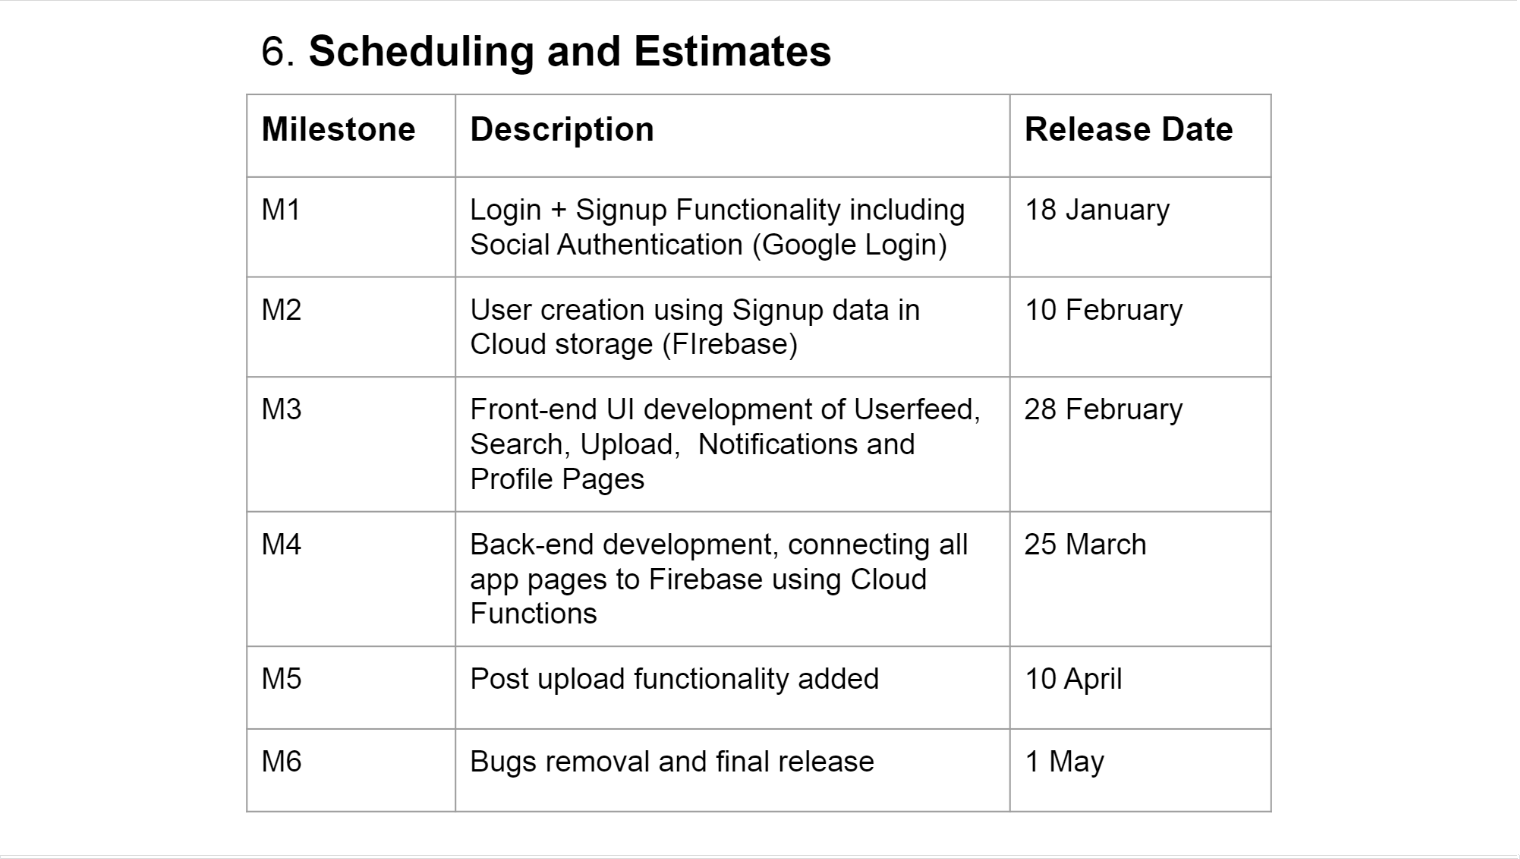 6. Scheduling and Estimates
Milestone Description Release Date
M1 Login + Signup Functionality including 18 January
Social Authentication (Google Login)
M2 User creation using Signup data in 10 February
Cloud storage (FIrebase)
M3 Front-end UI development of Userfeed, 28 February
Search, Upload,  Notifications and
Profile Pages
M4 Back-end development, connecting all 25 March
app pages to Firebase using Cloud
Functions
M5 Post upload functionality added 10 April
M6 Bugs removal and final release 1 May